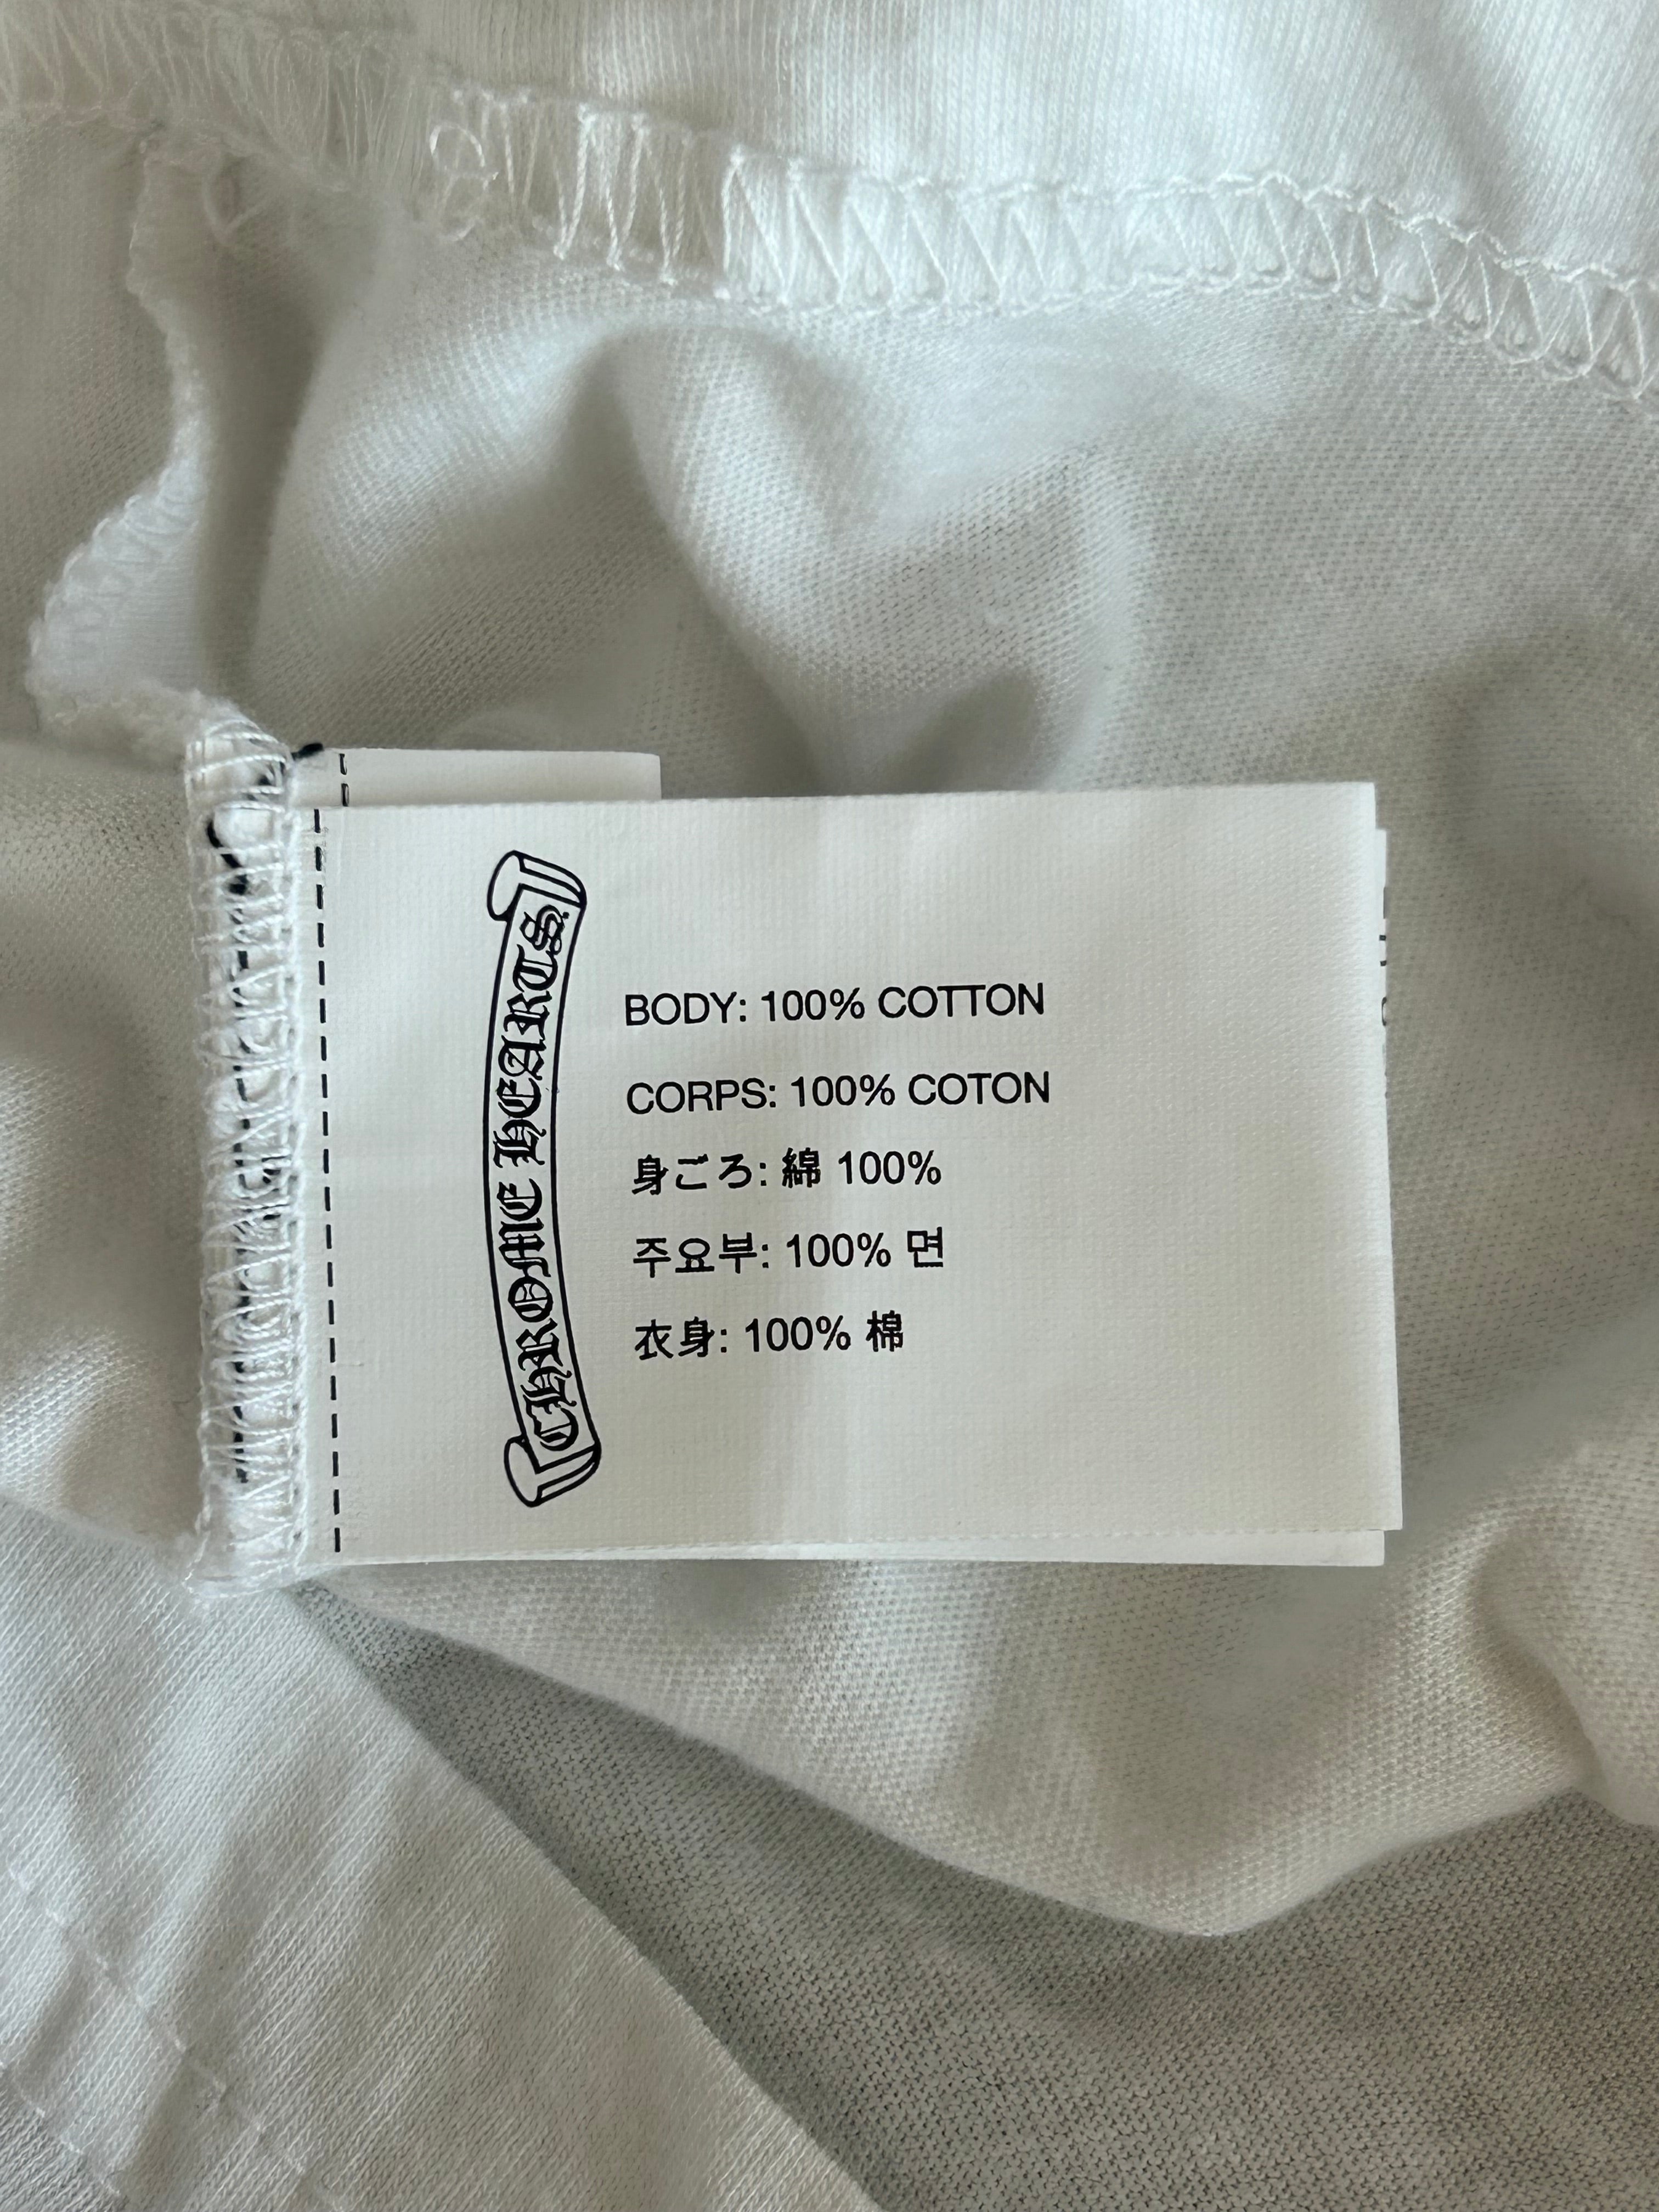 CHROME HEARTS
BODY: 100% COTTON
CORPS: 100% COTON
身ごろ: 綿 100%
주요부: 100% 면
衣身: 100% 棉